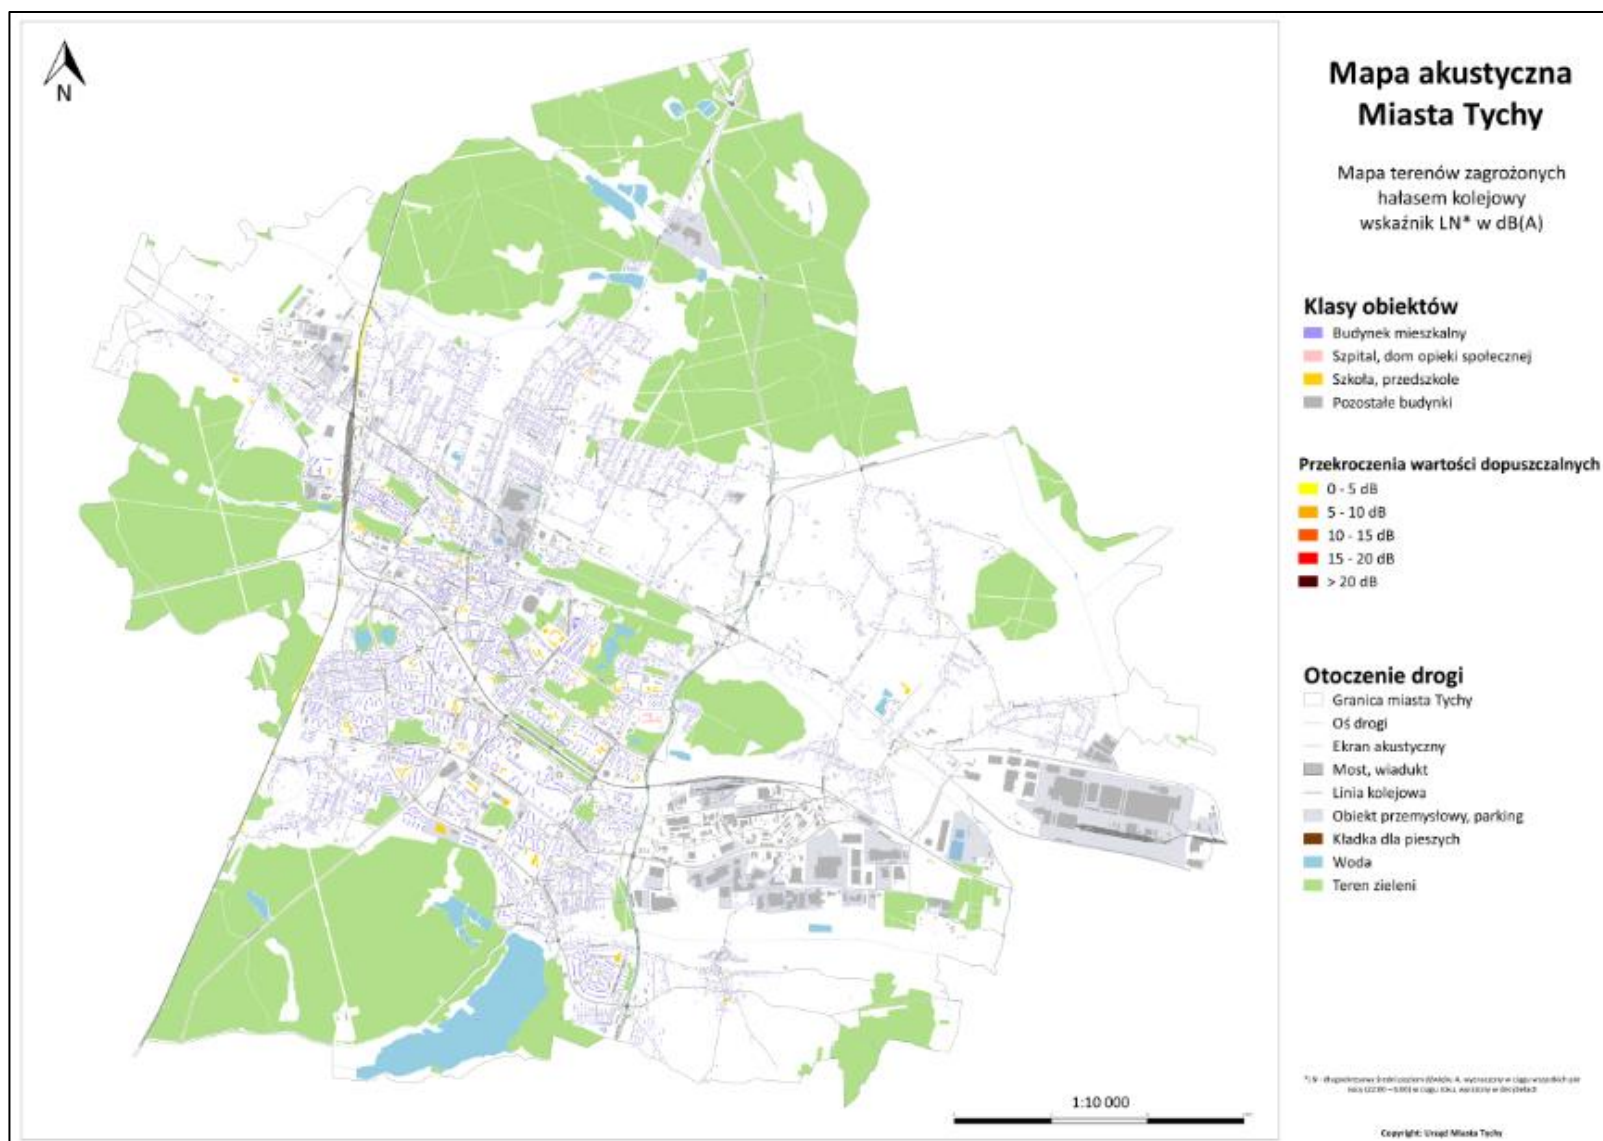 N
Mapa akustyczna
Miasta Tychy
Mapa terenów zagrożonych
hałasem kolejowy
wskaźnik LN* w dB(A)
Klasy obiektów
Budynek mieszkalny
Szpital, dom opieki społecznej
Szkoła, przedszkole
Pozostałe budynki
Przekroczenia wartości dopuszczalnych
0 - 5 dB
5 - 10 dB
10 - 15 dB
15 - 20 dB
> 20 dB
Otoczenie drogi
Granica miasta Tychy
Oś drogi
Ekran akustyczny
Most, wiadukt
Linia kolejowa
Obiekt przemysłowy, parking
Kładka dla pieszych
Woda
Teren zieleni
1:10 000
Copyright: Urząd Miasta Tychy